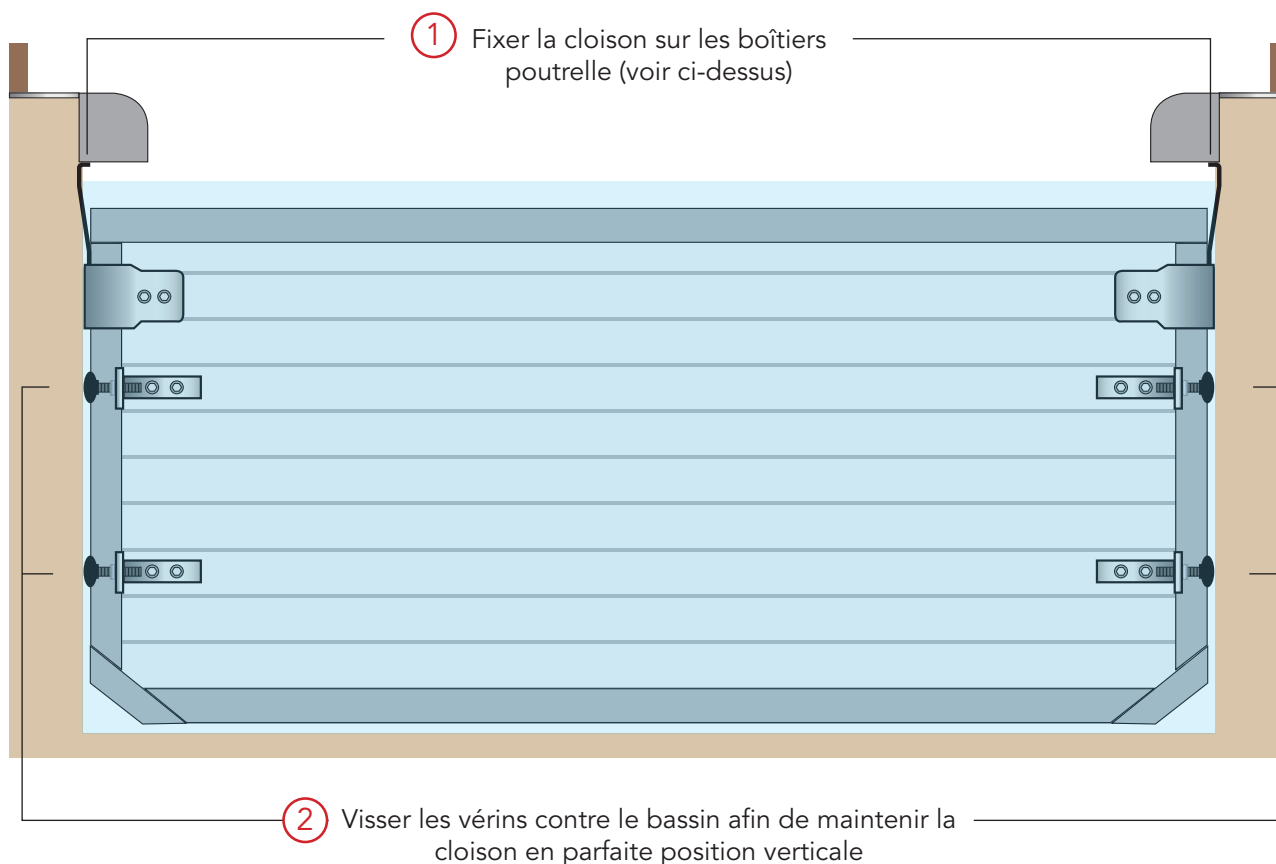 1 Fixer la cloison sur les boîtiers
poutrelle (voir ci-dessus)
2 Visser les vérins contre le bassin afin de maintenir la
cloison en parfaite position verticale